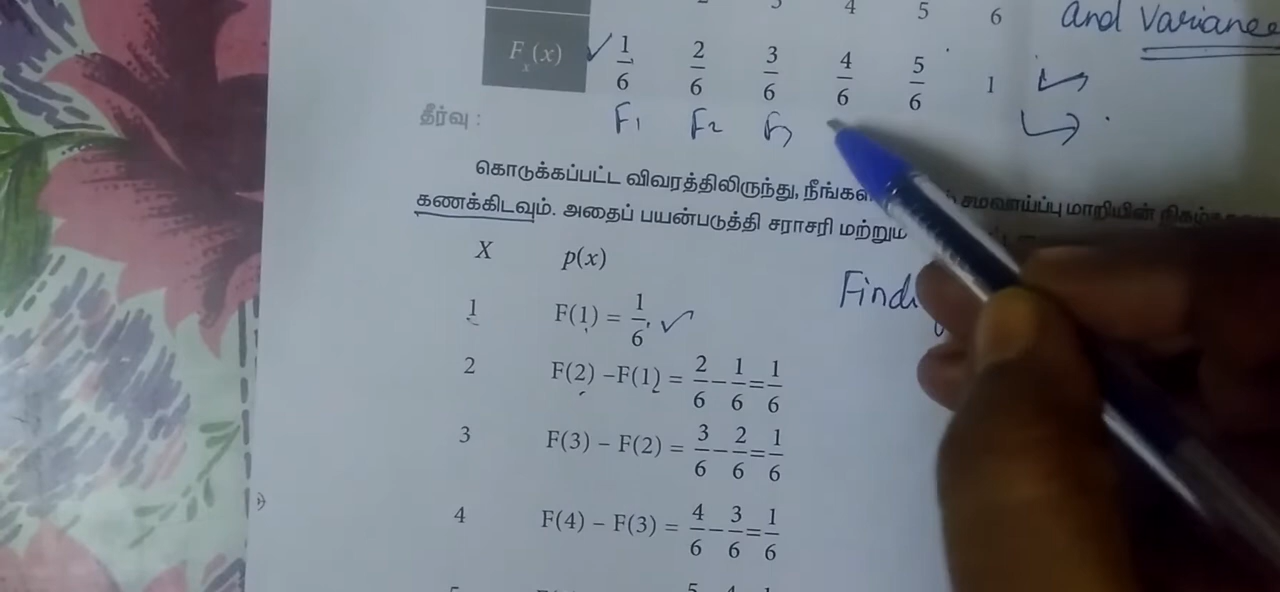 4 5 6 and Variance
F_x(x) ✓ 1/6 2/6 3/6 4/6 5/6 1
தீர்வு : F1 F2 F3
கொடுக்கப்பட்ட விவரத்திலிருந்து, சமவாய்ப்பு மாறியின்
கணக்கிடவும். அதைப் பயன்படுத்தி சராசரி
X p(x)
Find
1 F(1) = 1/6, ✓
2 F(2) –F(1) = 2/6 – 1/6 = 1/6
3 F(3) – F(2) = 3/6 – 2/6 = 1/6
4 F(4) – F(3) = 4/6 – 3/6 = 1/6